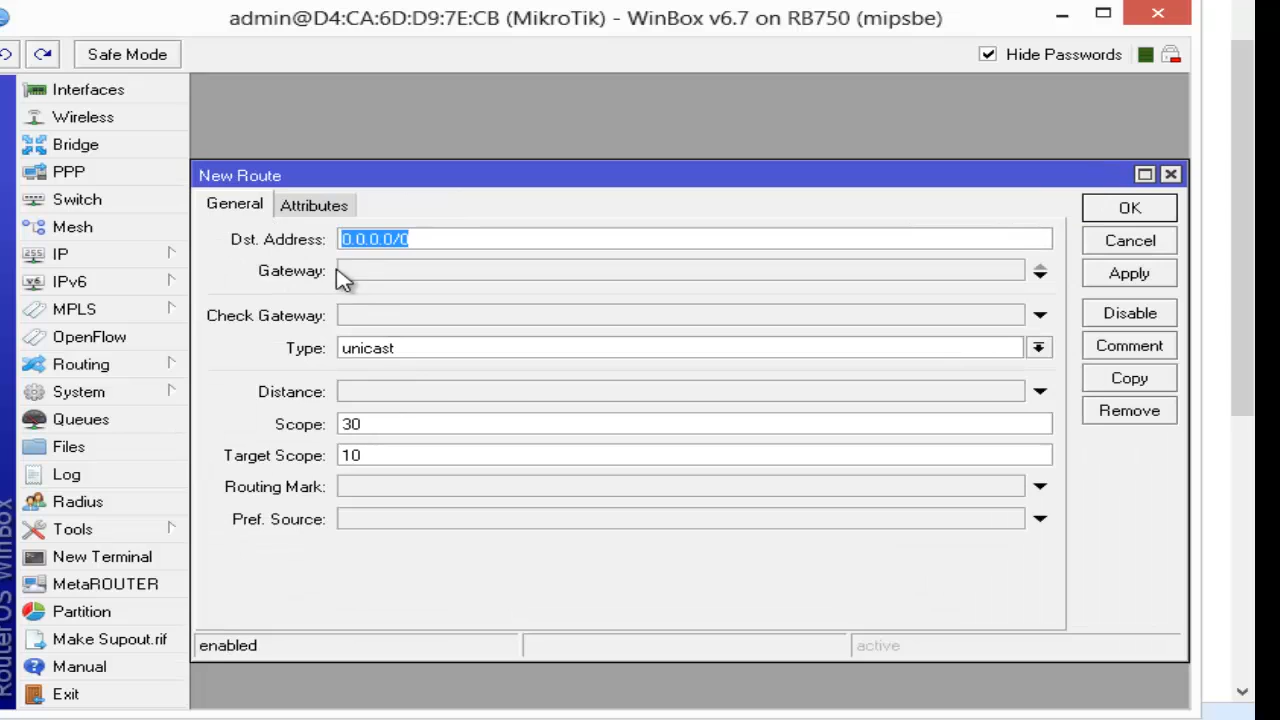 admin@D4:CA:6D:D9:7E:CB (MikroTik) - WinBox v6.7 on RB750 (mipsbe)
Safe Mode
Hide Passwords
Interfaces
Wireless
Bridge
PPP
Switch
Mesh
IP
IPv6
MPLS
OpenFlow
Routing
System
Queues
Files
Log
Radius
Tools
New Terminal
MetaROUTER
Partition
Make Supout.rif
Manual
Exit
RouterOS WinBox
New Route
General
Attributes
Dst. Address: 0.0.0.0/0
Gateway:
Check Gateway:
Type: unicast
Distance:
Scope: 30
Target Scope: 10
Routing Mark:
Pref. Source:
OK
Cancel
Apply
Disable
Comment
Copy
Remove
enabled
active